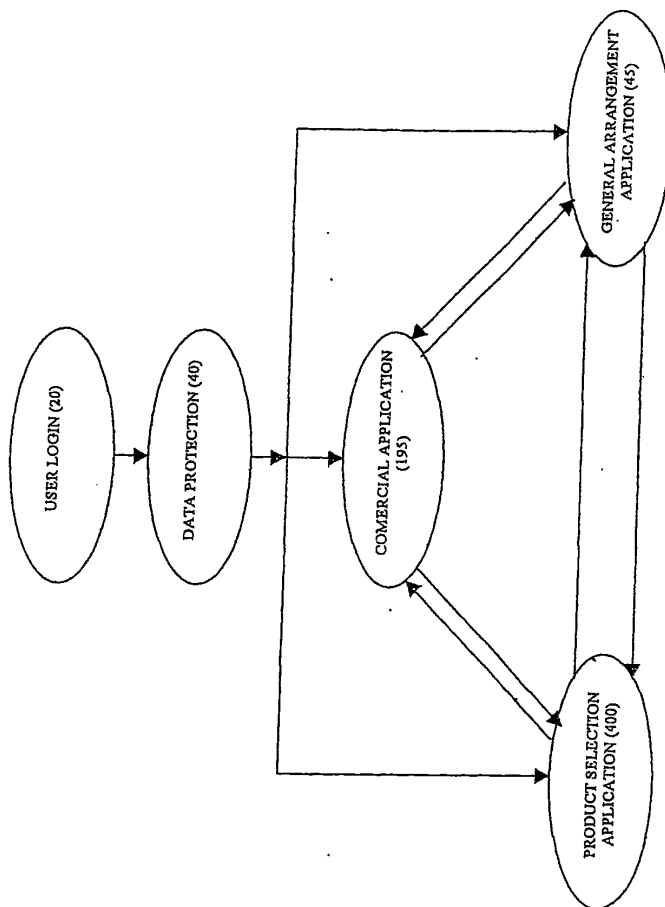 USER LOGIN (20)
DATA PROTECTION (40)
COMERCIAL APPLICATION
(195)
PRODUCT SELECTION
APPLICATION (400)
GENERAL ARRANGEMENT
APPLICATION (45)